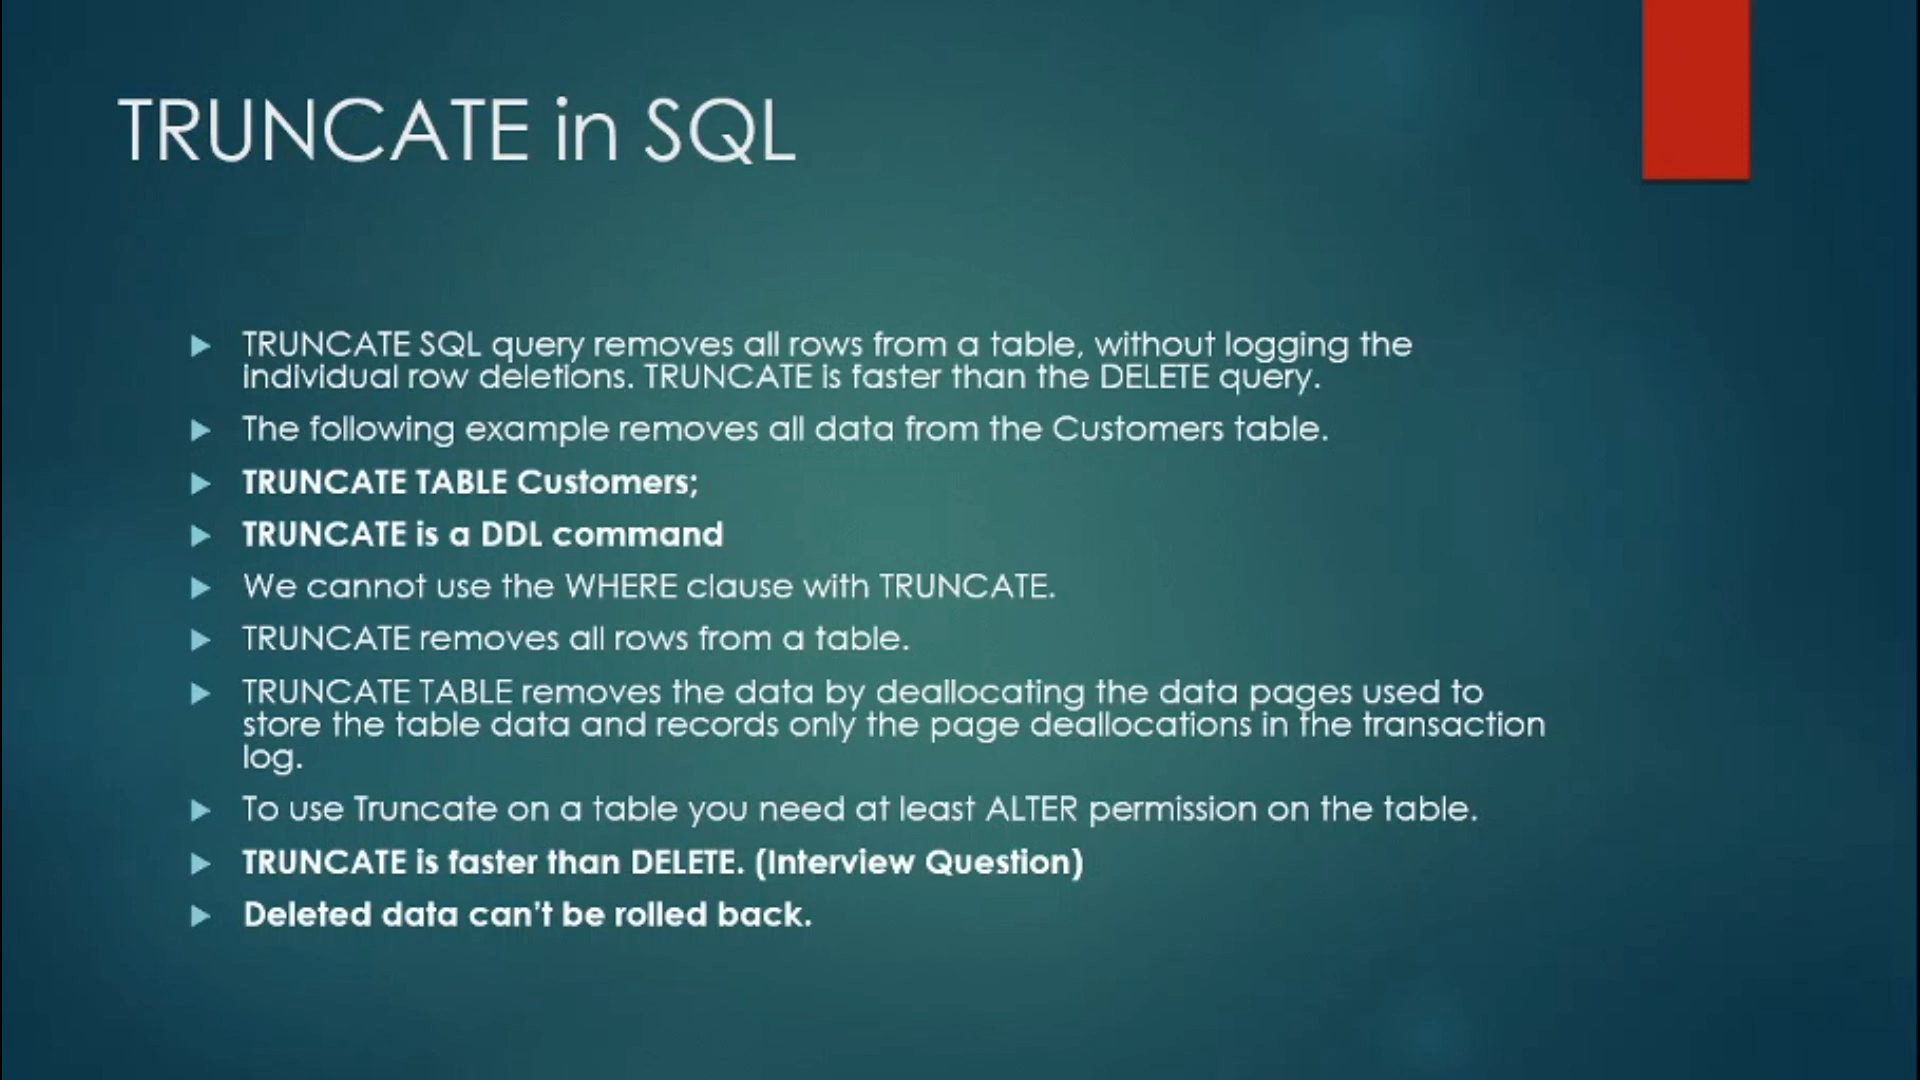 TRUNCATE in SQL
TRUNCATE SQL query removes all rows from a table, without logging the
individual row deletions. TRUNCATE is faster than the DELETE query.
The following example removes all data from the Customers table.
TRUNCATE TABLE Customers;
TRUNCATE is a DDL command
We cannot use the WHERE clause with TRUNCATE.
TRUNCATE removes all rows from a table.
TRUNCATE TABLE removes the data by deallocating the data pages used to
store the table data and records only the page deallocations in the transaction
log.
To use Truncate on a table you need at least ALTER permission on the table.
TRUNCATE is faster than DELETE. (Interview Question)
Deleted data can't be rolled back.